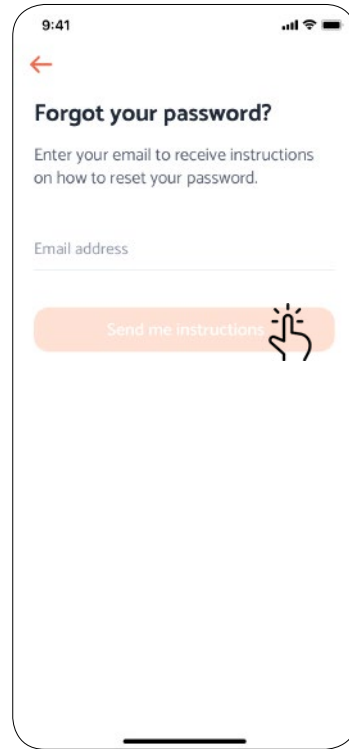 9:41
Forgot your password?
Enter your email to receive instructions
on how to reset your password.
Email address
Send me instructions